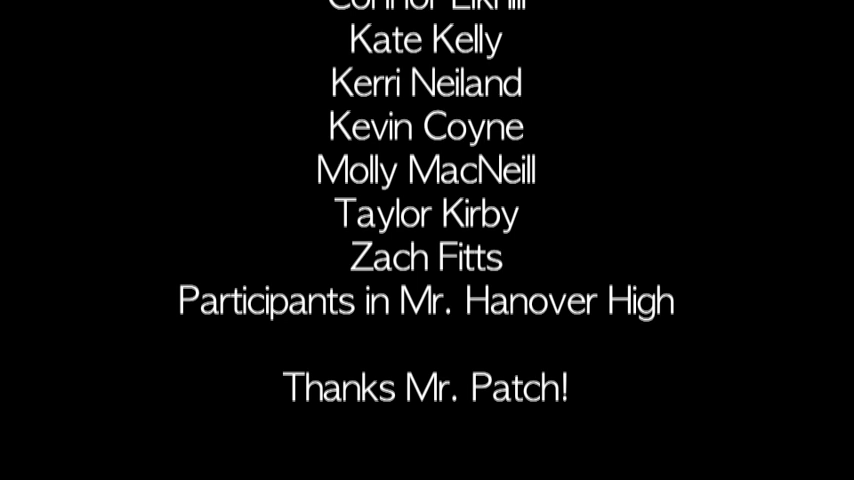 Connor
Kate Kelly
Kerri Neiland
Kevin Coyne
Molly MacNeill
Taylor Kirby
Zach Fitts
Participants in Mr. Hanover High
Thanks Mr. Patch!